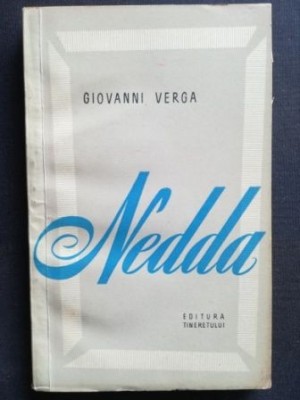 GIOVANNI VERGA
Nedda
EDITURA
TINERETULUI